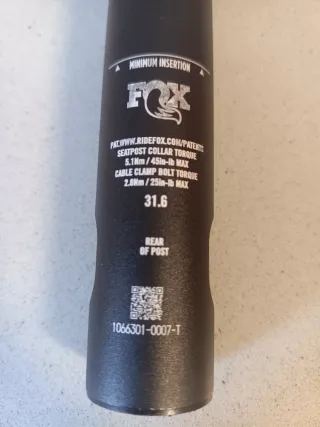 MINIMUM INSERTION
FOX
PAT.WWW.RIDEFOX.COM/PATENTS
SEATPOST COLLAR TORQUE
5.1Nm / 45in-lb MAX
CABLE CLAMP BOLT TORQUE
2.8Nm / 25in-lb MAX
31.6
REAR
OF POST
1066301-0007-T